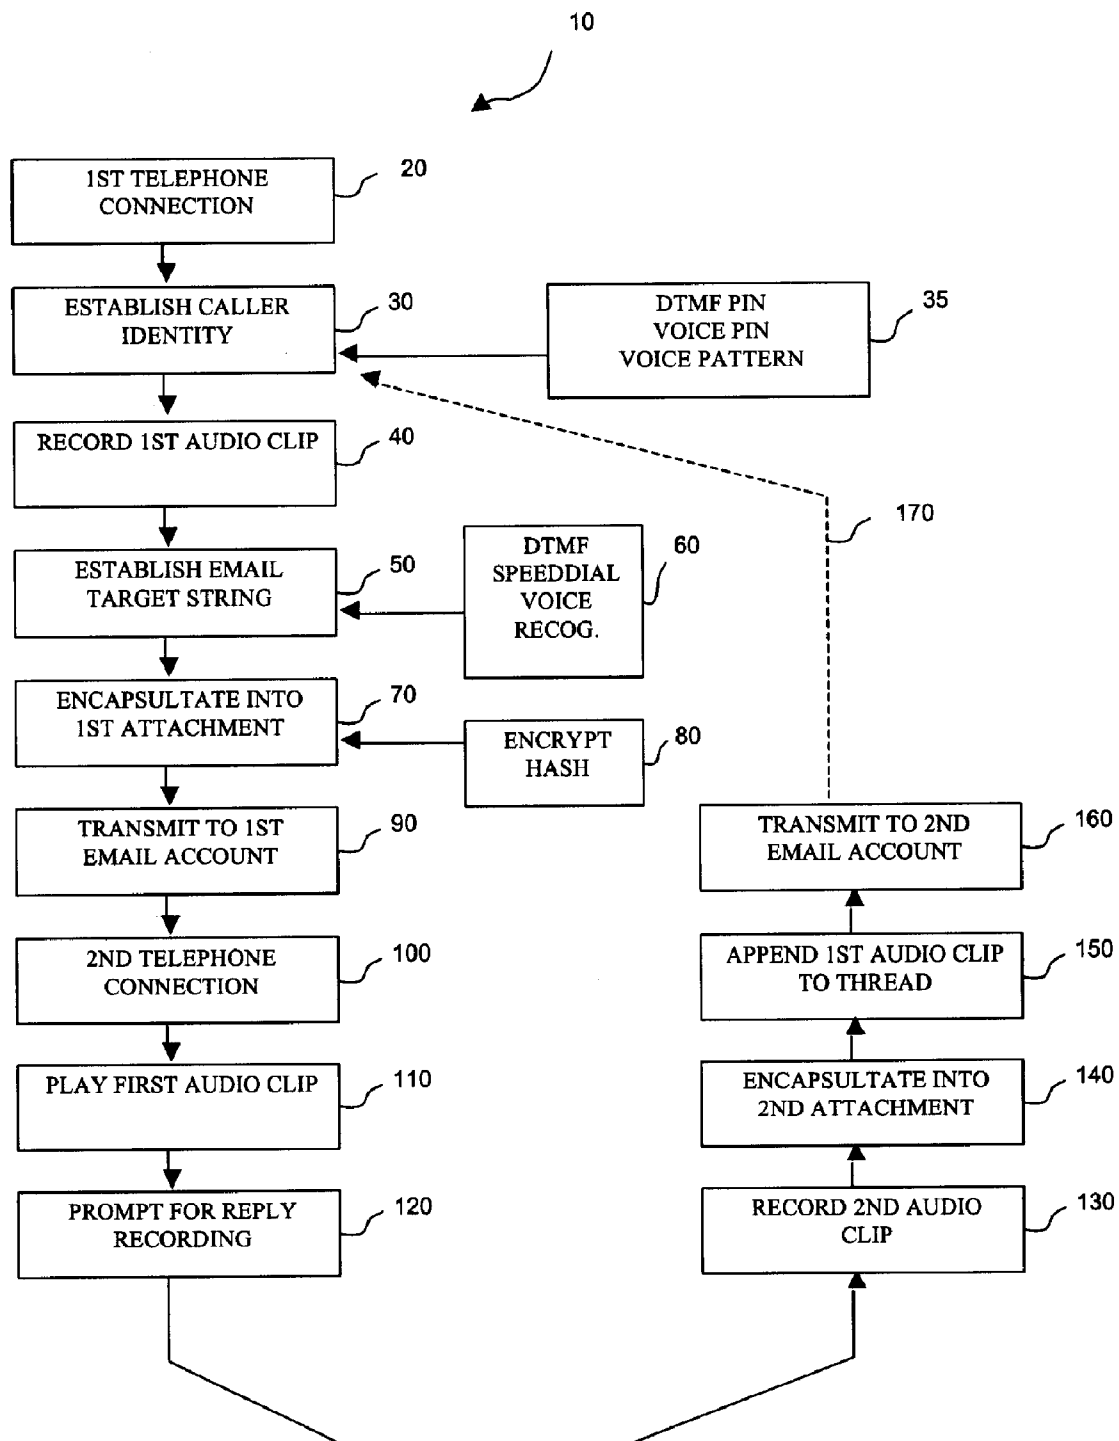 10
1ST TELEPHONE
CONNECTION
20
ESTABLISH CALLER
IDENTITY
30
DTMF PIN
VOICE PIN
VOICE PATTERN
35
RECORD 1ST AUDIO CLIP
40
170
ESTABLISH EMAIL
TARGET STRING
50
DTMF
SPEEDDIAL
VOICE
RECOG.
60
ENCAPSULTATE INTO
1ST ATTACHMENT
70
ENCRYPT
HASH
80
TRANSMIT TO 1ST
EMAIL ACCOUNT
90
2ND TELEPHONE
CONNECTION
100
PLAY FIRST AUDIO CLIP
110
PROMPT FOR REPLY
RECORDING
120
RECORD 2ND AUDIO
CLIP
130
ENCAPSULTATE INTO
2ND ATTACHMENT
140
APPEND 1ST AUDIO CLIP
TO THREAD
150
TRANSMIT TO 2ND
EMAIL ACCOUNT
160